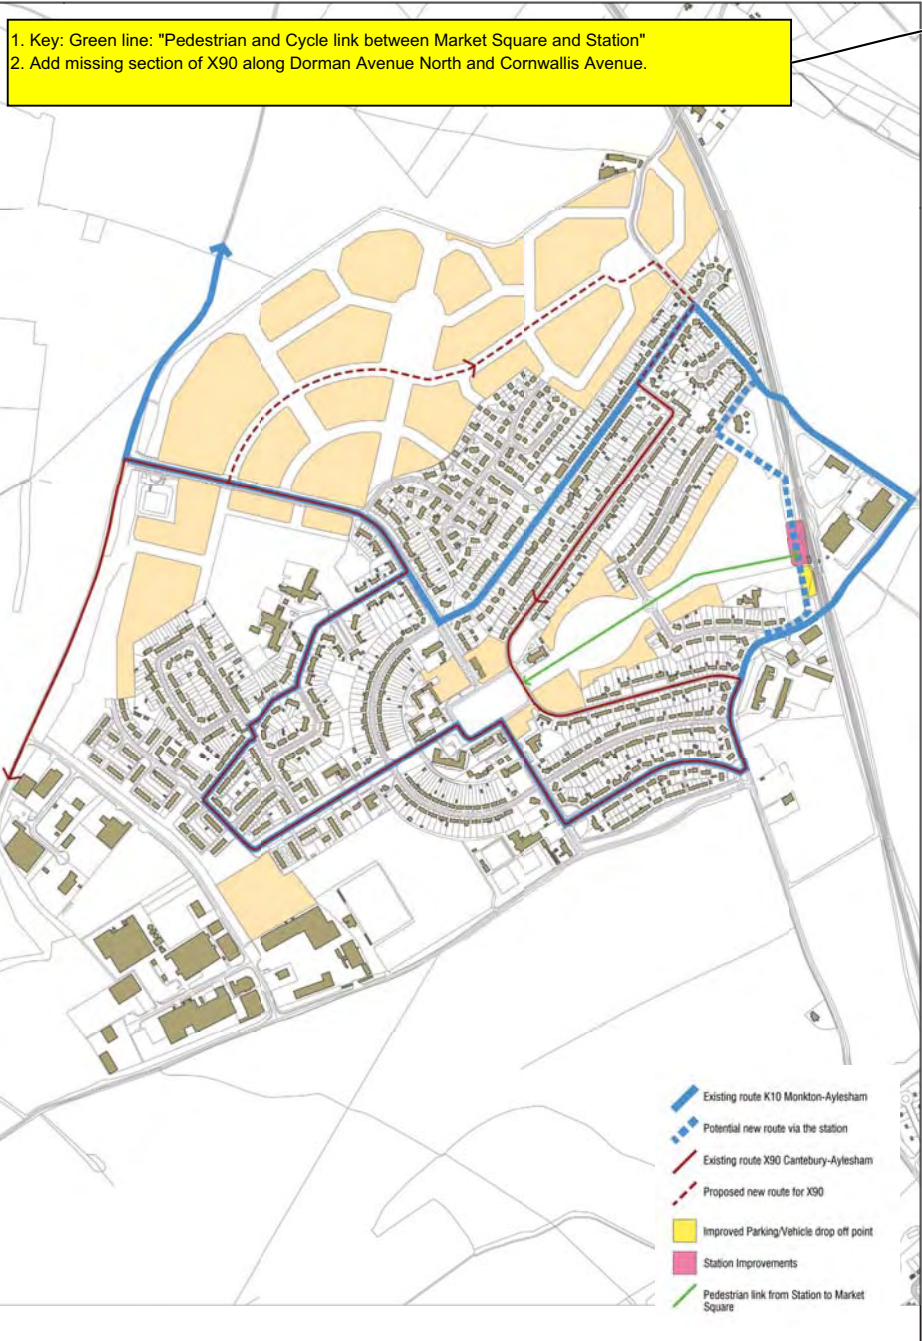 1. Key: Green line: "Pedestrian and Cycle link between Market Square and Station"
2. Add missing section of X90 along Dorman Avenue North and Cornwallis Avenue.
Existing route K10 Monkton-Aylesham
Potential new route via the station
Existing route X90 Cantebury-Aylesham
Proposed new route for X90
Improved Parking/Vehicle drop off point
Station Improvements
Pedestrian link from Station to Market
Square